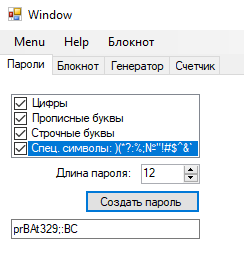 Window
Menu Help Блокнот
Пароли Блокнот Генератор Счетчик
Цифры
Прописные буквы
Строчные буквы
Спец. символы: )(*?:%;№"!#$^&`
Длина пароля: 12
Создать пароль
prBAt329;:BC